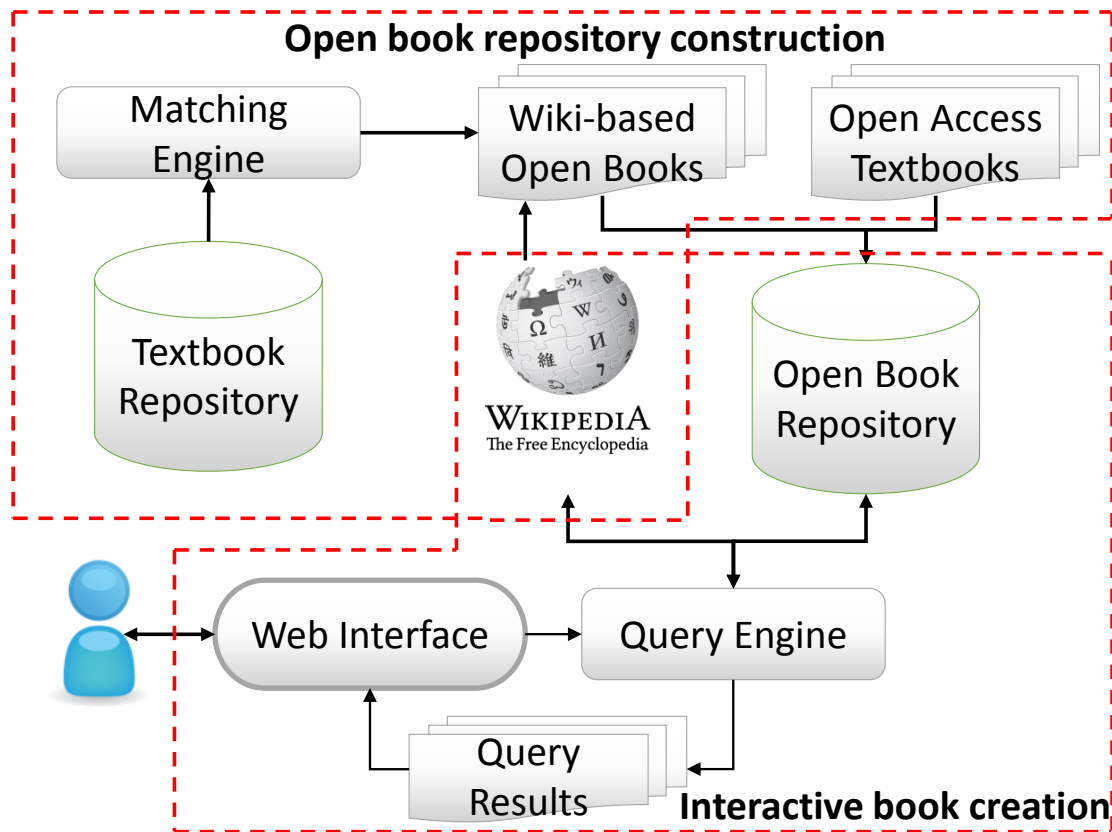 Open book repository construction
Matching
Engine
Wiki-based
Open Books
Open Access
Textbooks
Textbook
Repository
Ω
W
И
維
WIKIPEDIA
The Free Encyclopedia
Open Book
Repository
Web Interface
Query Engine
Query
Results
Interactive book creation